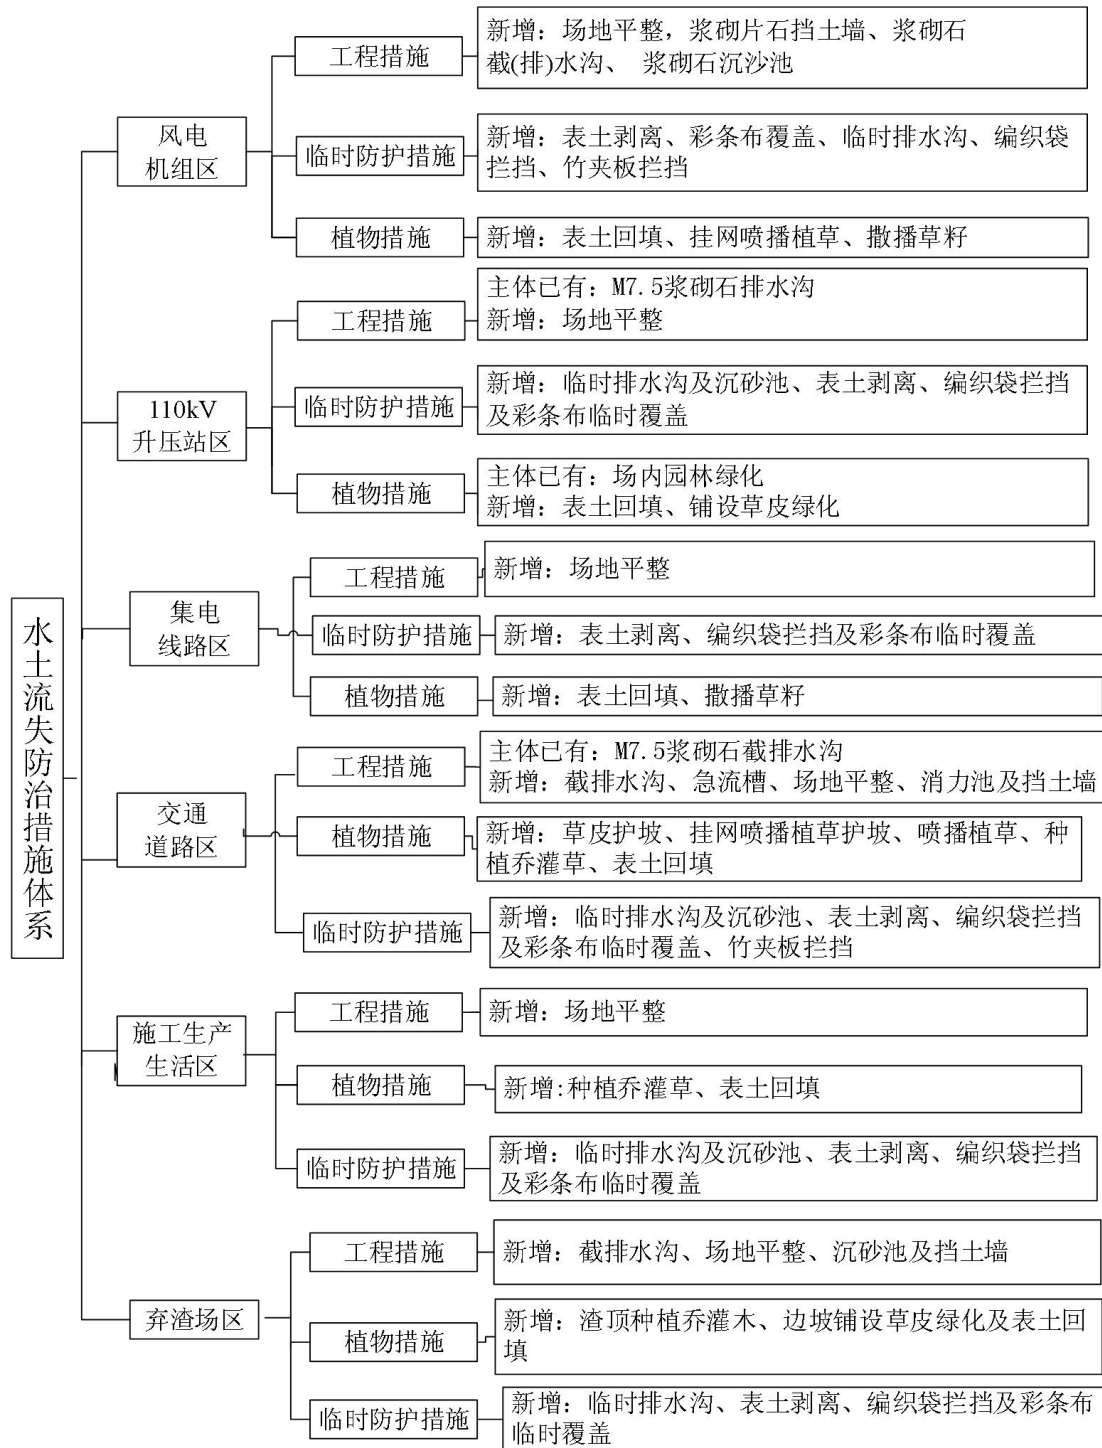 水土流失防治措施体系
风电
机组区
工程措施
新增：场地平整，浆砌片石挡土墙、浆砌石
截(排)水沟、 浆砌石沉沙池
临时防护措施
新增：表土剥离、彩条布覆盖、临时排水沟、编织袋
拦挡、竹夹板拦挡
植物措施
新增：表土回填、挂网喷播植草、撒播草籽
110kV
升压站区
工程措施
主体已有：M7.5浆砌石排水沟
新增：场地平整
临时防护措施
新增：临时排水沟及沉砂池、表土剥离、编织袋拦挡
及彩条布临时覆盖
植物措施
主体已有：场内园林绿化
新增：表土回填、铺设草皮绿化
集电
线路区
工程措施
新增：场地平整
临时防护措施
新增：表土剥离、编织袋拦挡及彩条布临时覆盖
植物措施
新增：表土回填、撒播草籽
交通
道路区
工程措施
主体已有：M7.5浆砌石截排水沟
新增：截排水沟、急流槽、场地平整、消力池及挡土墙
植物措施
新增：草皮护坡、挂网喷播植草护坡、喷播植草、种
植乔灌草、表土回填
临时防护措施
新增：临时排水沟及沉砂池、表土剥离、编织袋拦挡
及彩条布临时覆盖、竹夹板拦挡
施工生产
生活区
工程措施
新增：场地平整
植物措施
新增:种植乔灌草、表土回填
临时防护措施
新增：临时排水沟及沉砂池、表土剥离、编织袋拦挡
及彩条布临时覆盖
弃渣场区
工程措施
新增：截排水沟、场地平整、沉砂池及挡土墙
植物措施
新增：渣顶种植乔灌木、边坡铺设草皮绿化及表土回
填
临时防护措施
新增：临时排水沟、表土剥离、编织袋拦挡及彩条布
临时覆盖